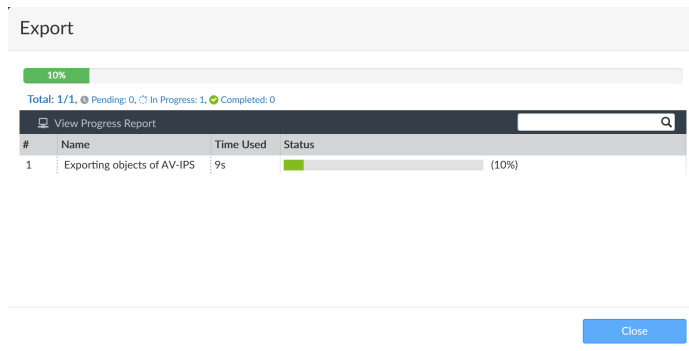 Export
10%
Total: 1/1, Pending: 0, In Progress: 1, Completed: 0
View Progress Report
# Name Time Used Status
1 Exporting objects of AV-IPS 9s (10%)
Close